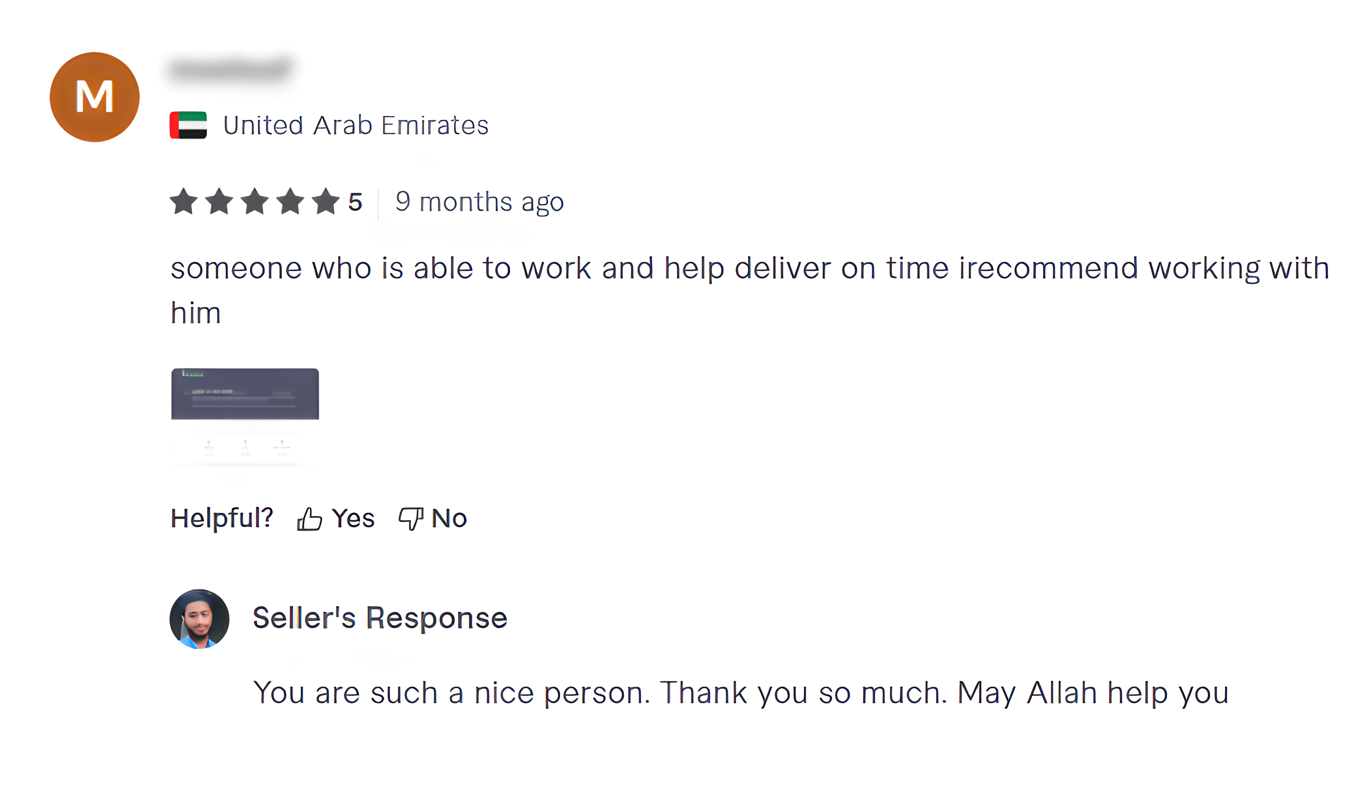 M
United Arab Emirates
5
9 months ago
someone who is able to work and help deliver on time irecommend working with
him
Helpful?
Yes
No
Seller's Response
You are such a nice person. Thank you so much. May Allah help you